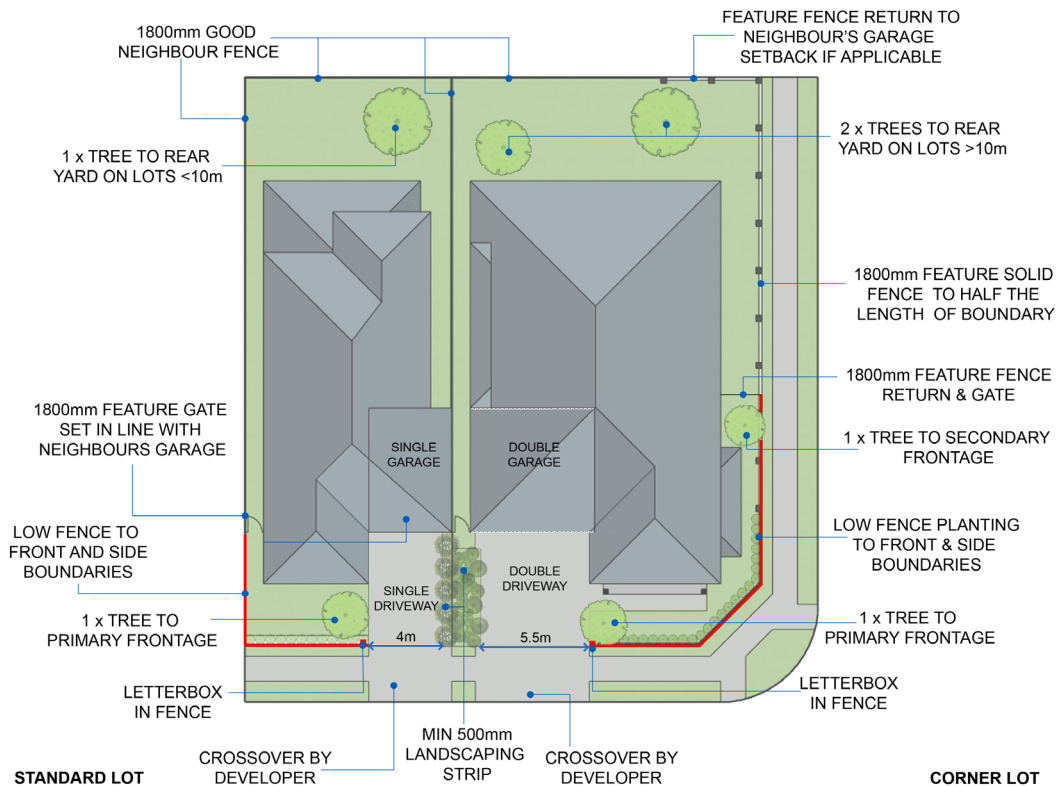 1800mm GOOD
NEIGHBOUR FENCE
FEATURE FENCE RETURN TO
NEIGHBOUR'S GARAGE
SETBACK IF APPLICABLE
1 x TREE TO REAR
YARD ON LOTS <10m
2 x TREES TO REAR
YARD ON LOTS >10m
1800mm FEATURE SOLID
FENCE TO HALF THE
LENGTH OF BOUNDARY
1800mm FEATURE FENCE
RETURN & GATE
1800mm FEATURE GATE
SET IN LINE WITH
NEIGHBOURS GARAGE
SINGLE
GARAGE
DOUBLE
GARAGE
1 x TREE TO SECONDARY
FRONTAGE
LOW FENCE TO
FRONT AND SIDE
BOUNDARIES
LOW FENCE PLANTING
TO FRONT & SIDE
BOUNDARIES
SINGLE
DRIVEWAY
DOUBLE
DRIVEWAY
1 x TREE TO
PRIMARY FRONTAGE
4m
5.5m
1 x TREE TO
PRIMARY FRONTAGE
LETTERBOX
IN FENCE
LETTERBOX
IN FENCE
CROSSOVER BY
DEVELOPER
MIN 500mm
LANDSCAPING
STRIP
CROSSOVER BY
DEVELOPER
STANDARD LOT
CORNER LOT